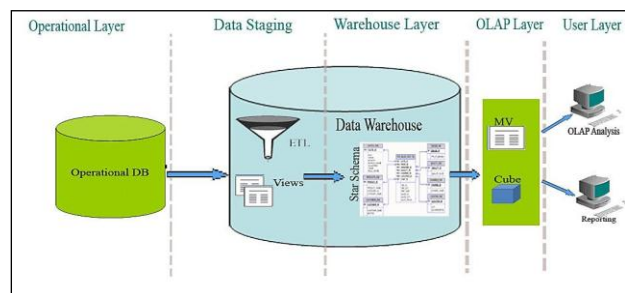 Operational Layer
Data Staging
Warehouse Layer
OLAP Layer
User Layer
Operational DB
ETL
Views
Data Warehouse
Star Schema
MV
Cube
OLAP Analysis
Reporting